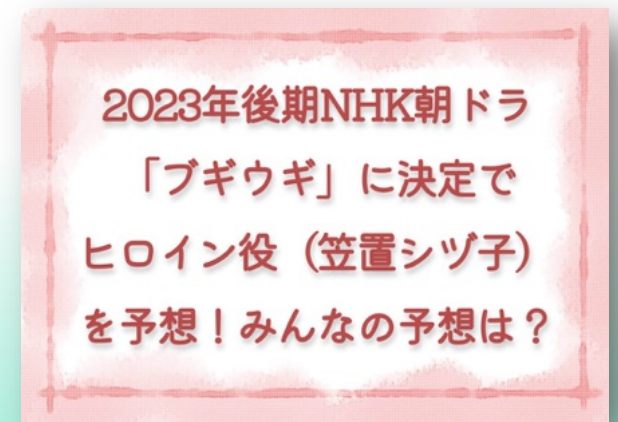 2023年後期NHK朝ドラ
「ブギウギ」に決定で
ヒロイン役（笠置シヅ子）
を予想！みんなの予想は？